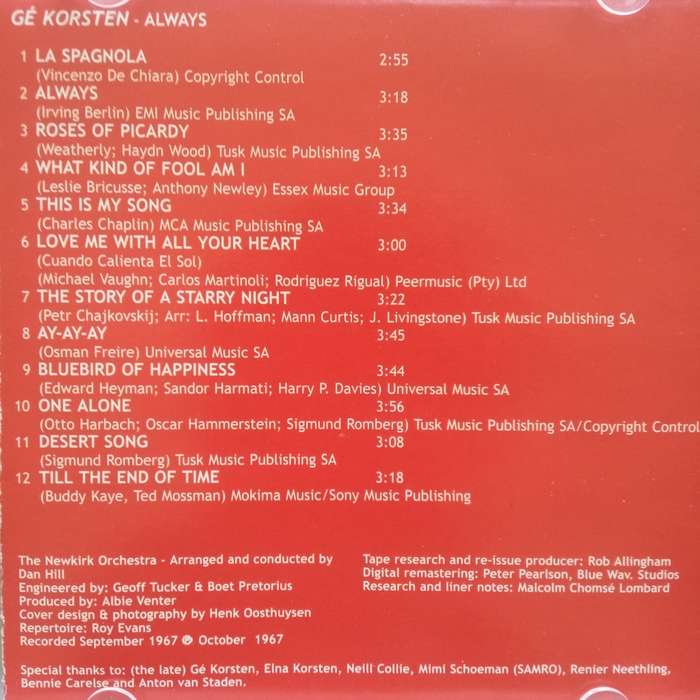 GÉ KORSTEN - ALWAYS
1 LA SPAGNOLA 2:55
(Vincenzo De Chiara) Copyright Control
2 ALWAYS 3:18
(Irving Berlin) EMI Music Publishing SA
3 ROSES OF PICARDY 3:35
(Weatherly; Haydn Wood) Tusk Music Publishing SA
4 WHAT KIND OF FOOL AM I 3:13
(Leslie Bricusse; Anthony Newley) Essex Music Group
5 THIS IS MY SONG 3:34
(Charles Chaplin) MCA Music Publishing SA
6 LOVE ME WITH ALL YOUR HEART 3:00
(Cuando Calienta El Sol)
(Michael Vaughn; Carlos Martinoli; Rodriguez Rigual) Peermusic (Pty) Ltd
7 THE STORY OF A STARRY NIGHT 3:22
(Petr Chajkovskij; Arr: L. Hoffman; Mann Curtis; J. Livingstone) Tusk Music Publishing SA
8 AY-AY-AY 3:45
(Osman Freire) Universal Music SA
9 BLUEBIRD OF HAPPINESS 3:44
(Edward Heyman; Sandor Harmati; Harry P. Davies) Universal Music SA
10 ONE ALONE 3:56
(Otto Harbach; Oscar Hammerstein; Sigmund Romberg) Tusk Music Publishing SA/Copyright Control
11 DESERT SONG 3:08
(Sigmund Romberg) Tusk Music Publishing SA
12 TILL THE END OF TIME 3:18
(Buddy Kaye, Ted Mossman) Mokima Music/Sony Music Publishing
The Newkirk Orchestra - Arranged and conducted by
Dan Hill
Engineered by: Geoff Tucker & Boet Pretorius
Produced by: Albie Venter
Cover design & photography by Henk Oosthuysen
Repertoire: Roy Evans
Recorded September 1967 ℗ October 1967
Tape research and re-issue producer: Rob Allingham
Digital remastering: Peter Pearlson, Blue Wav. Studios
Research and liner notes: Malcolm Chomsé Lombard
Special thanks to: (the late) Gé Korsten, Elna Korsten, Neill Collie, Mimi Schoeman (SAMRO), Renier Neethling,
Bennie Carelse and Anton van Staden.